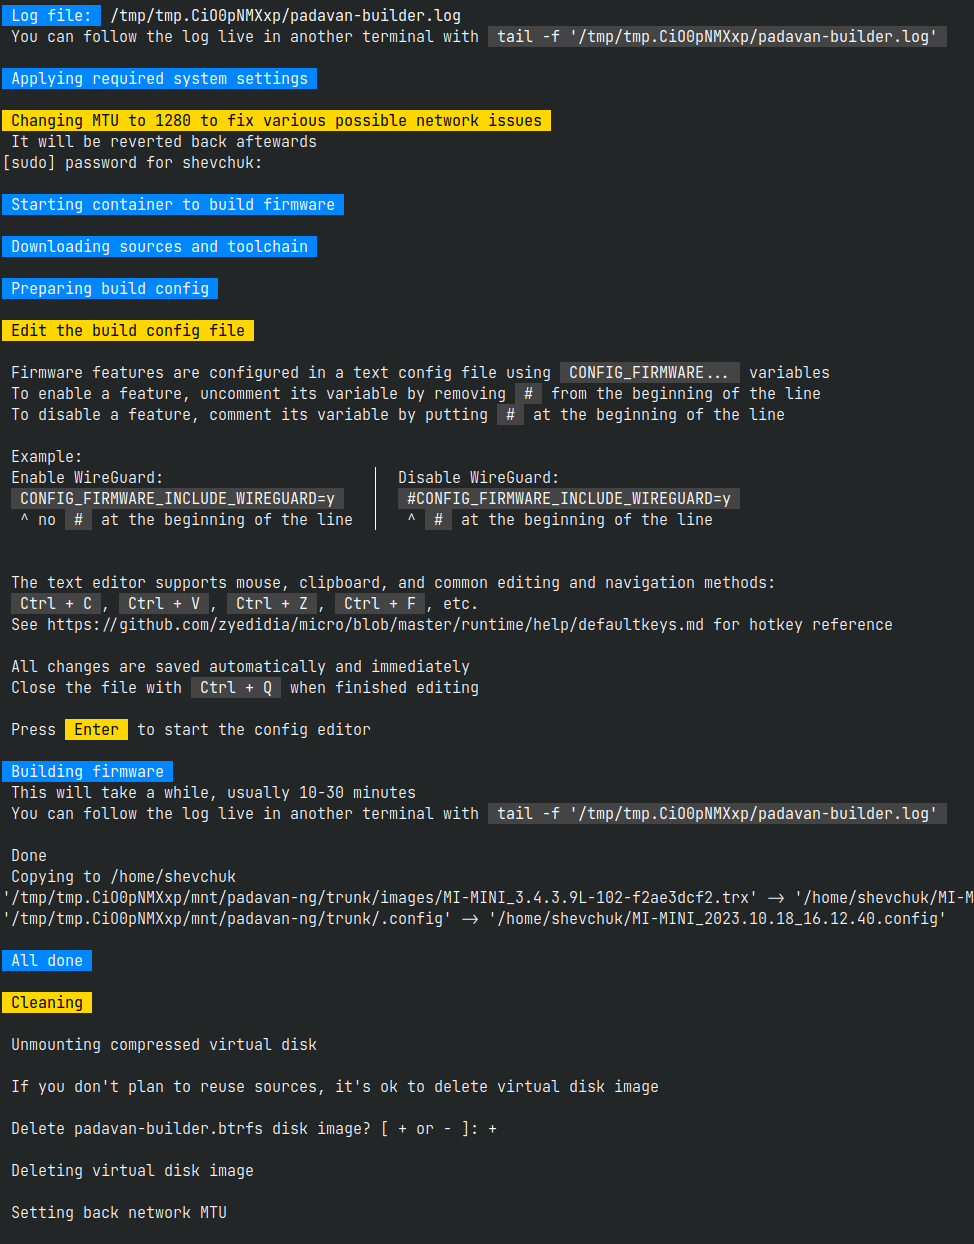 Log file: /tmp/tmp.CiO0pNMXxp/padavan-builder.log
You can follow the log live in another terminal with tail -f '/tmp/tmp.CiO0pNMXxp/padavan-builder.log'
Applying required system settings
Changing MTU to 1280 to fix various possible network issues
It will be reverted back aftewards
[sudo] password for shevchuk:
Starting container to build firmware
Downloading sources and toolchain
Preparing build config
Edit the build config file
Firmware features are configured in a text config file using CONFIG_FIRMWARE... variables
To enable a feature, uncomment its variable by removing # from the beginning of the line
To disable a feature, comment its variable by putting # at the beginning of the line
Example:
Enable WireGuard:
CONFIG_FIRMWARE_INCLUDE_WIREGUARD=y
^ no # at the beginning of the line
Disable WireGuard:
#CONFIG_FIRMWARE_INCLUDE_WIREGUARD=y
^ # at the beginning of the line
The text editor supports mouse, clipboard, and common editing and navigation methods:
Ctrl + C , Ctrl + V , Ctrl + Z , Ctrl + F , etc.
See https://github.com/zyedidia/micro/blob/master/runtime/help/defaultkeys.md for hotkey reference
All changes are saved automatically and immediately
Close the file with Ctrl + Q when finished editing
Press Enter to start the config editor
Building firmware
This will take a while, usually 10-30 minutes
You can follow the log live in another terminal with tail -f '/tmp/tmp.CiO0pNMXxp/padavan-builder.log'
Done
Copying to /home/shevchuk
'/tmp/tmp.CiO0pNMXxp/mnt/padavan-ng/trunk/images/MI-MINI_3.4.3.9L-102-f2ae3dcf2.trx' -> '/home/shevchuk/MI-M
'/tmp/tmp.CiO0pNMXxp/mnt/padavan-ng/trunk/.config' -> '/home/shevchuk/MI-MINI_2023.10.18_16.12.40.config'
All done
Cleaning
Unmounting compressed virtual disk
If you don't plan to reuse sources, it's ok to delete virtual disk image
Delete padavan-builder.btrfs disk image? [ + or - ]: +
Deleting virtual disk image
Setting back network MTU